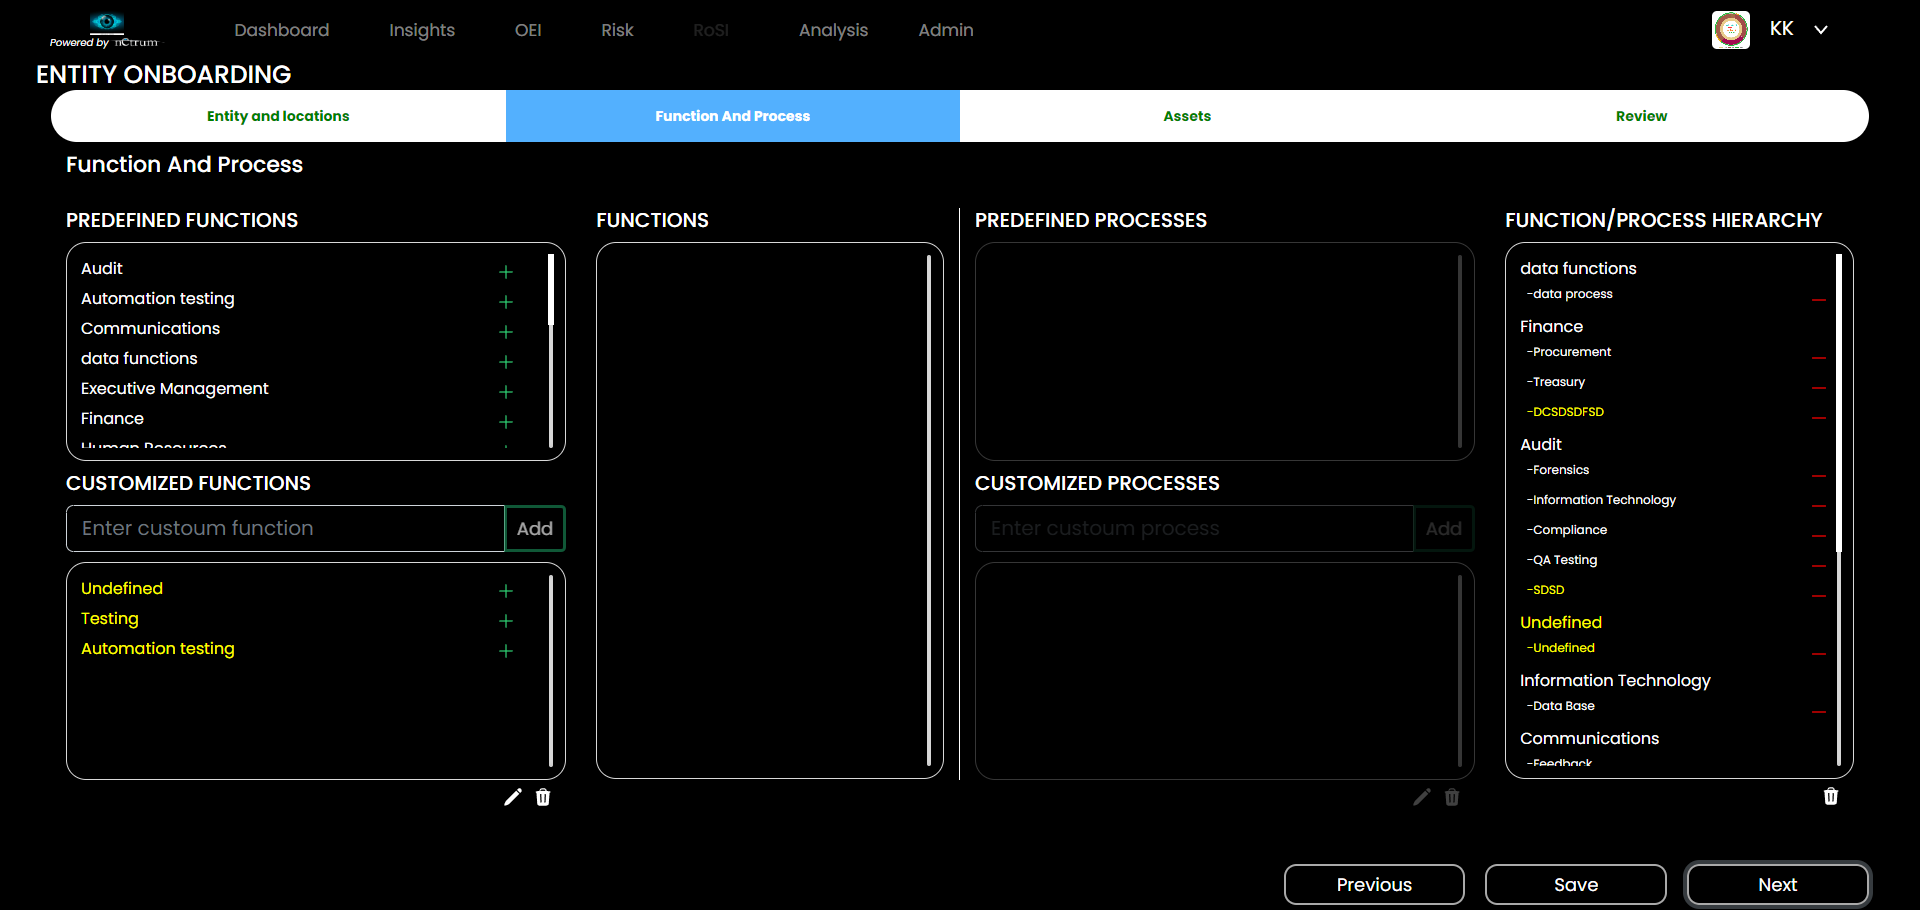 Powered by nCtrum
Dashboard Insights OEI Risk RoSI Analysis Admin
KK
ENTITY ONBOARDING
Entity and locations Function And Process Assets Review
Function And Process
PREDEFINED FUNCTIONS
Audit
Automation testing
Communications
data functions
Executive Management
Finance
Human Resources
CUSTOMIZED FUNCTIONS
Enter custoum function Add
Undefined
Testing
Automation testing
FUNCTIONS
PREDEFINED PROCESSES
CUSTOMIZED PROCESSES
Enter custoum process Add
FUNCTION/PROCESS HIERARCHY
data functions
-data process
Finance
-Procurement
-Treasury
-DCSDSDFSD
Audit
-Forensics
-Information Technology
-Compliance
-QA Testing
-SDSD
Undefined
-Undefined
Information Technology
-Data Base
Communications
-Feedback
Previous Save Next